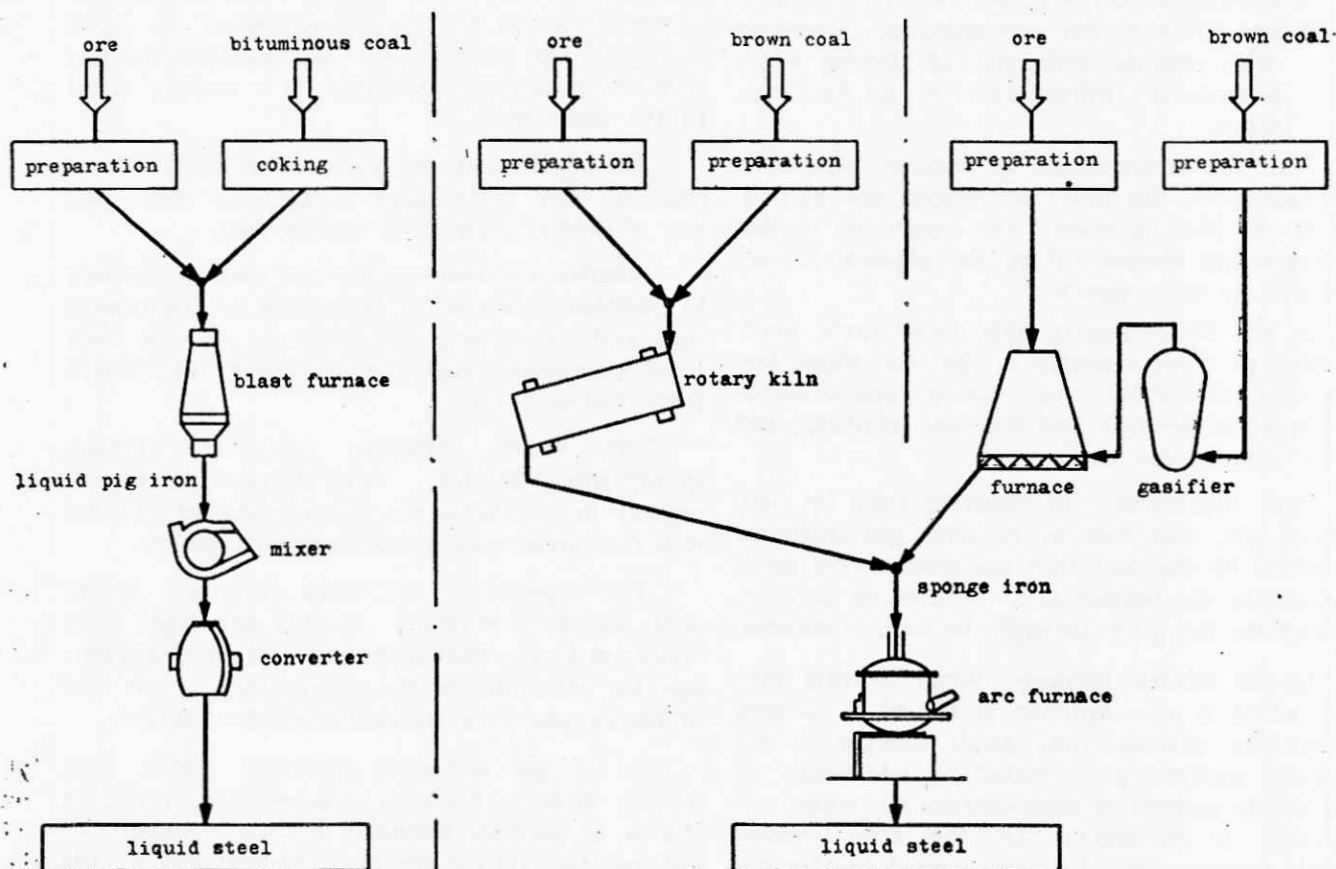 ore
bituminous coal
ore
brown coal
ore
brown coal
preparation
coking
preparation
preparation
preparation
preparation
blast furnace
rotary kiln
liquid pig iron
furnace
gasifier
mixer
sponge iron
converter
arc furnace
liquid steel
liquid steel